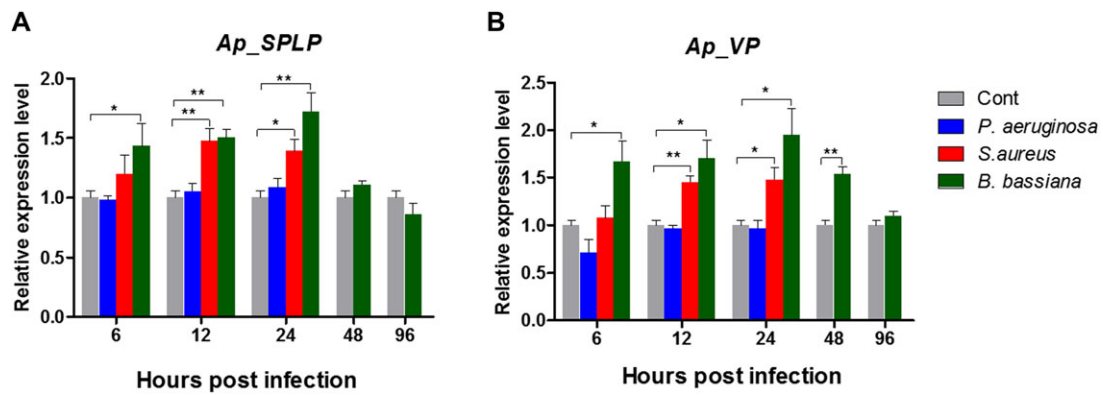 A
Ap_SPLP
Relative expression level
2.0
1.5
1.0
0.5
0.0
*
**
**
**
*
6
12
24
48
96
Hours post infection
B
Ap_VP
Relative expression level
2.5
2.0
1.5
1.0
0.5
0.0
*
*
**
*
*
**
6
12
24
48
96
Hours post infection
Cont
P. aeruginosa
S.aureus
B. bassiana